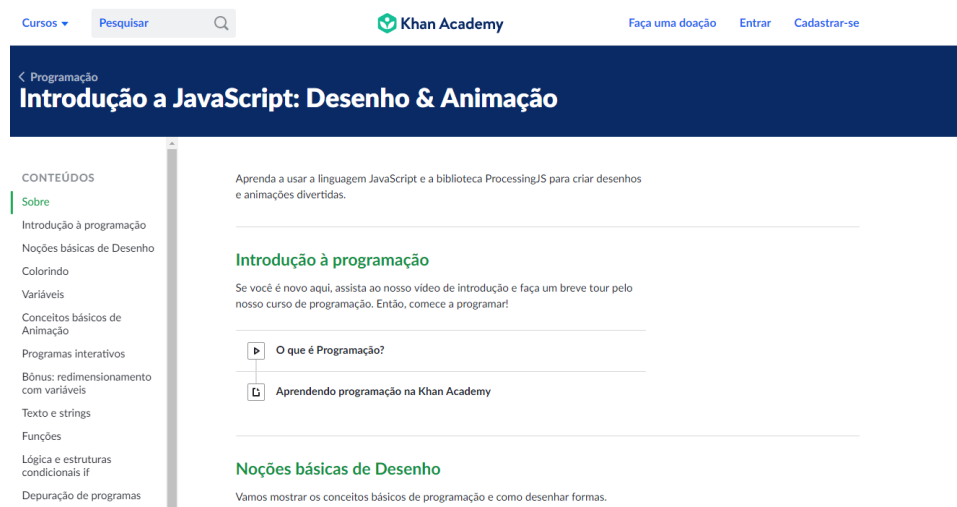 Cursos
Pesquisar
Khan Academy
Faça uma doação
Entrar
Cadastrar-se
Programação
Introdução a JavaScript: Desenho & Animação
CONTEÚDOS
Sobre
Introdução à programação
Noções básicas de Desenho
Colorindo
Variáveis
Conceitos básicos de
Animação
Programas interativos
Bônus: redimensionamento
com variáveis
Texto e strings
Funções
Lógica e estruturas
condicionais if
Depuração de programas
Aprenda a usar a linguagem JavaScript e a biblioteca ProcessingJS para criar desenhos
e animações divertidas.
Introdução à programação
Se você é novo aqui, assista ao nosso vídeo de introdução e faça um breve tour pelo
nosso curso de programação. Então, comece a programar!
O que é Programação?
Aprendendo programação na Khan Academy
Noções básicas de Desenho
Vamos mostrar os conceitos básicos de programação e como desenhar formas.